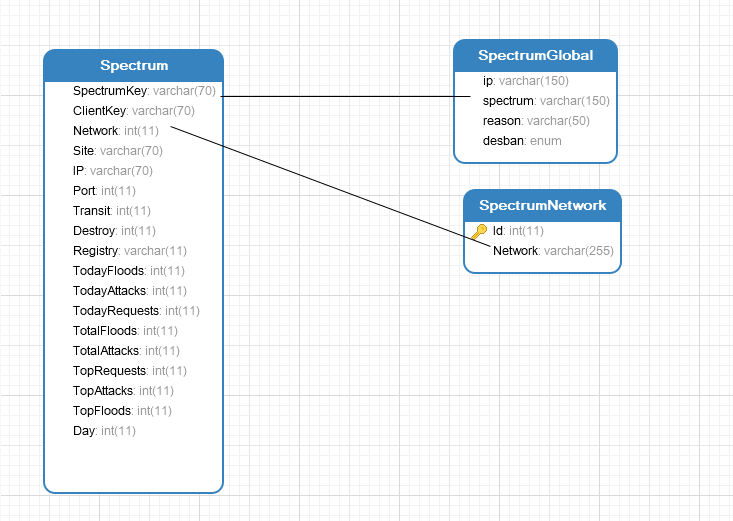 Spectrum
SpectrumKey: varchar(70)
ClientKey: varchar(70)
Network: int(11)
Site: varchar(70)
IP: varchar(70)
Port: int(11)
Transit: int(11)
Destroy: int(11)
Registry: varchar(11)
TodayFloods: int(11)
TodayAttacks: int(11)
TodayRequests: int(11)
TotalFloods: int(11)
TotalAttacks: int(11)
TopRequests: int(11)
TopAttacks: int(11)
TopFloods: int(11)
Day: int(11)
SpectrumGlobal
ip: varchar(150)
spectrum: varchar(150)
reason: varchar(50)
desban: enum
SpectrumNetwork
Id: int(11)
Network: varchar(255)